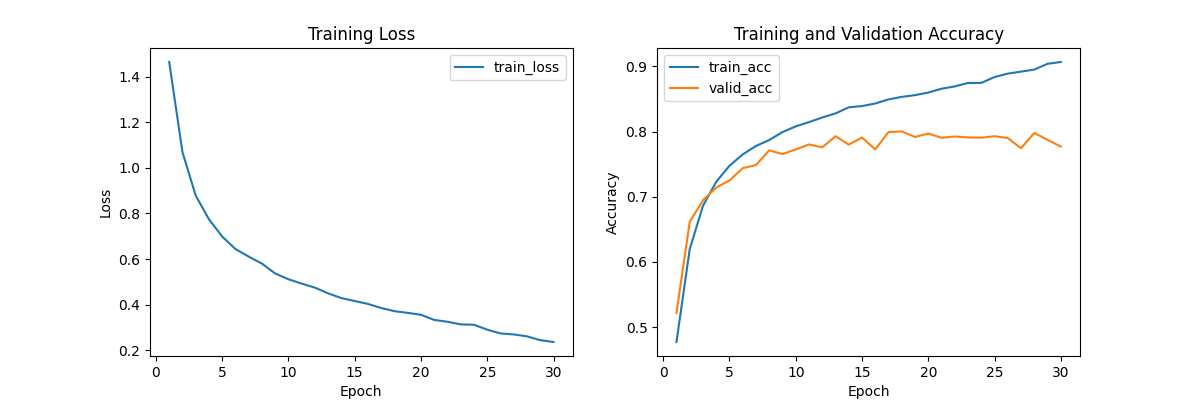 Training Loss
train_loss
1.4
1.2
1.0
0.8
0.6
0.4
0.2
Loss
0 5 10 15 20 25 30
Epoch
Training and Validation Accuracy
train_acc
valid_acc
0.9
0.8
0.7
0.6
0.5
Accuracy
0 5 10 15 20 25 30
Epoch